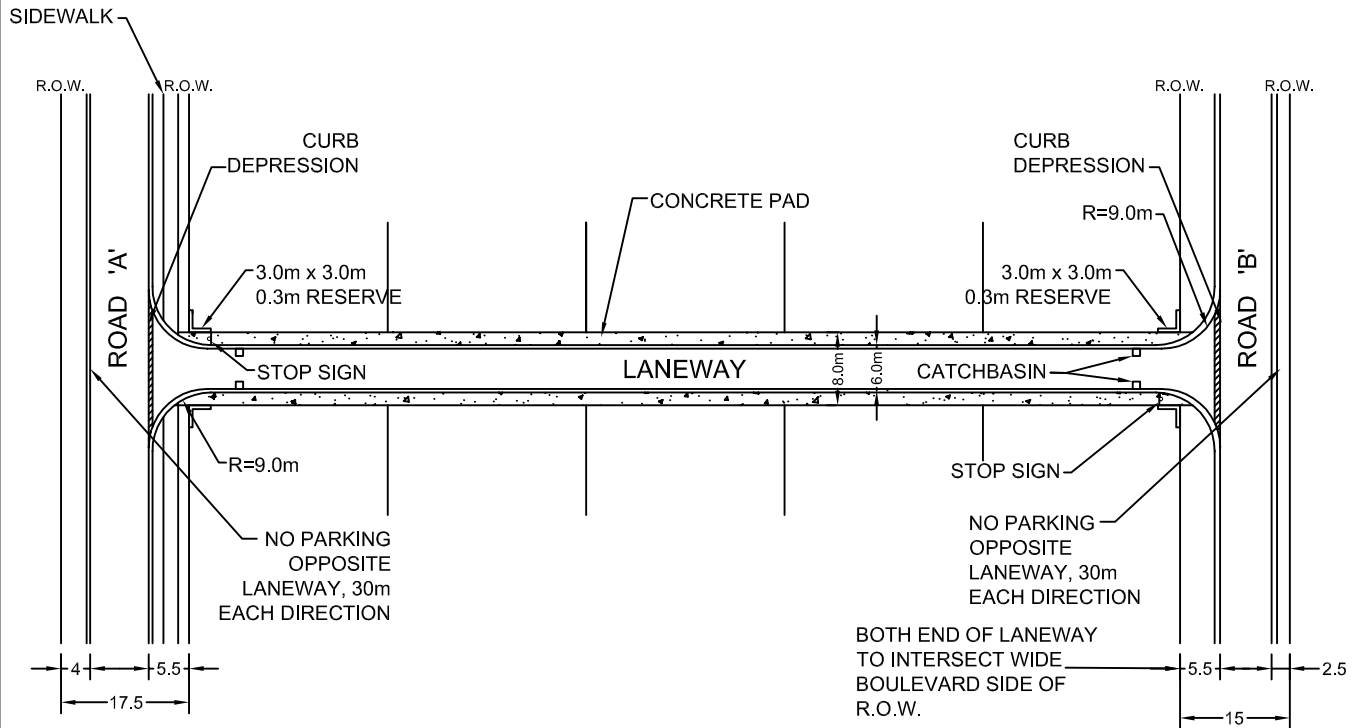 SIDEWALK
R.O.W.
R.O.W.
R.O.W.
R.O.W.
CURB
DEPRESSION
CURB
DEPRESSION
CONCRETE PAD
R=9.0m
ROAD 'A'
3.0m x 3.0m
0.3m RESERVE
3.0m x 3.0m
0.3m RESERVE
ROAD 'B'
STOP SIGN
LANEWAY
8.0m
6.0m
CATCHBASIN
R=9.0m
STOP SIGN
NO PARKING
OPPOSITE
LANEWAY, 30m
EACH DIRECTION
NO PARKING
OPPOSITE
LANEWAY, 30m
EACH DIRECTION
BOTH END OF LANEWAY
TO INTERSECT WIDE
BOULEVARD SIDE OF
R.O.W.
4
5.5
17.5
5.5
2.5
15